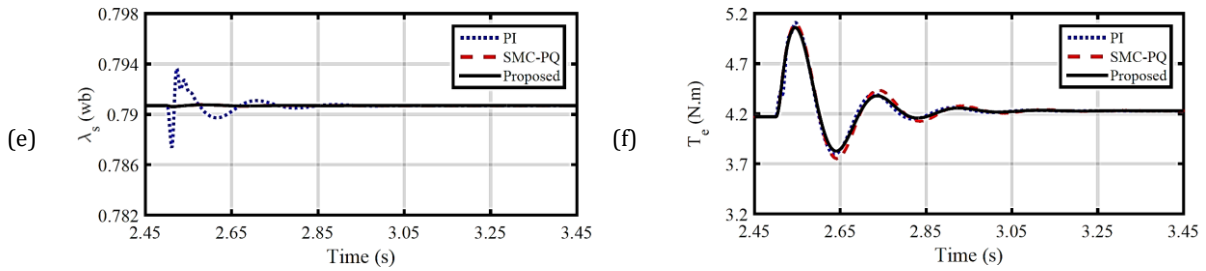 (e)
λs (wb)
0.798
0.794
0.79
0.786
0.782
PI
SMC-PQ
Proposed
2.45 2.65 2.85 3.05 3.25 3.45
Time (s)
(f)
Te (N.m)
5.2
4.7
4.2
3.7
3.2
PI
SMC-PQ
Proposed
2.45 2.65 2.85 3.05 3.25 3.45
Time (s)